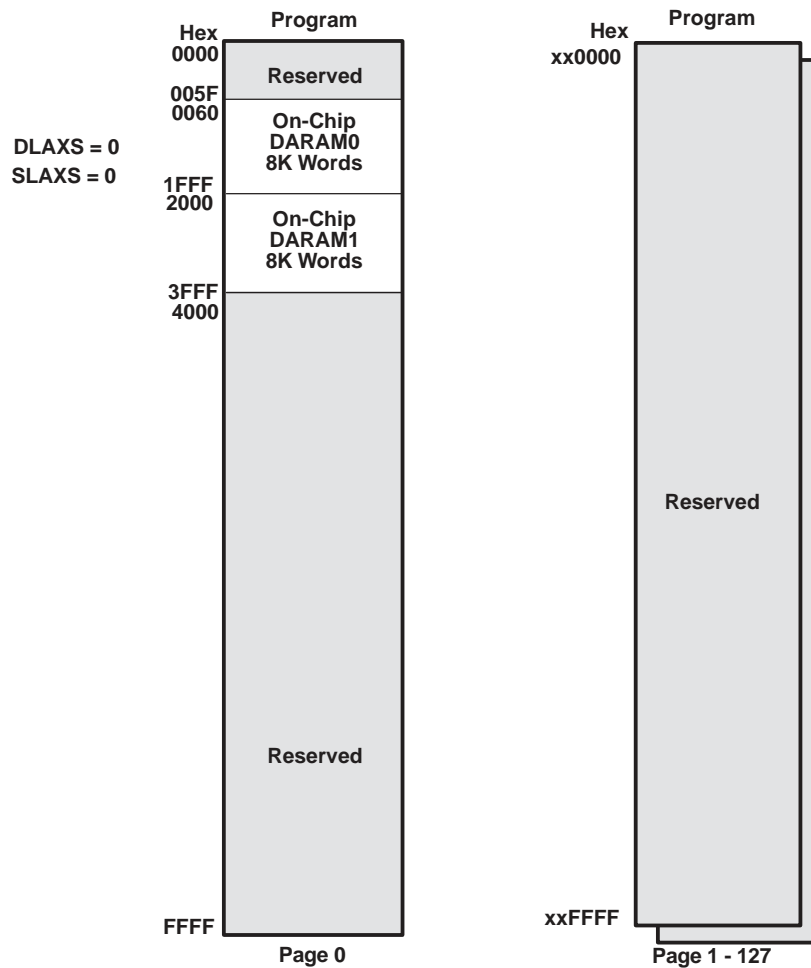 Program
Hex
0000
Reserved
005F
0060
On-Chip
DARAM0
8K Words
DLAXS = 0
SLAXS = 0
1FFF
2000
On-Chip
DARAM1
8K Words
3FFF
4000
Reserved
FFFF
Page 0
Program
Hex
xx0000
Reserved
xxFFFF
Page 1 - 127